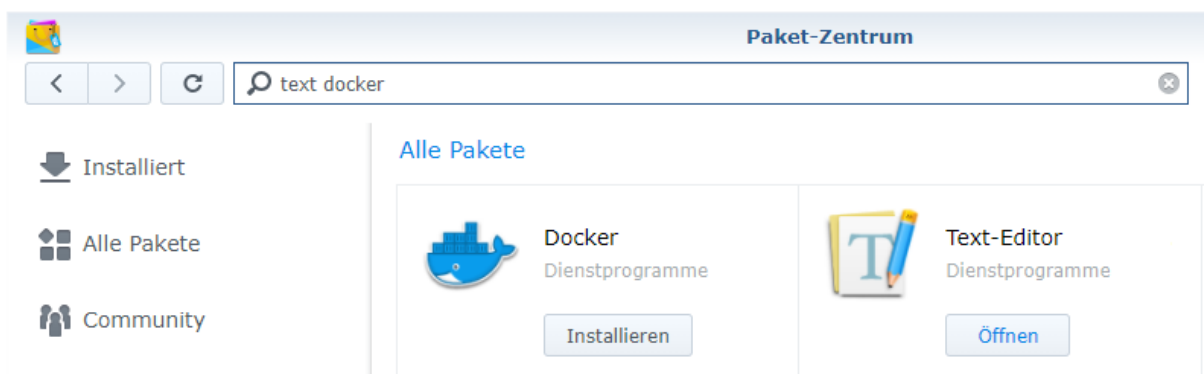 Paket-Zentrum
text docker
Installiert
Alle Pakete
Community
Alle Pakete
Docker
Dienstprogramme
Installieren
Text-Editor
Dienstprogramme
Öffnen